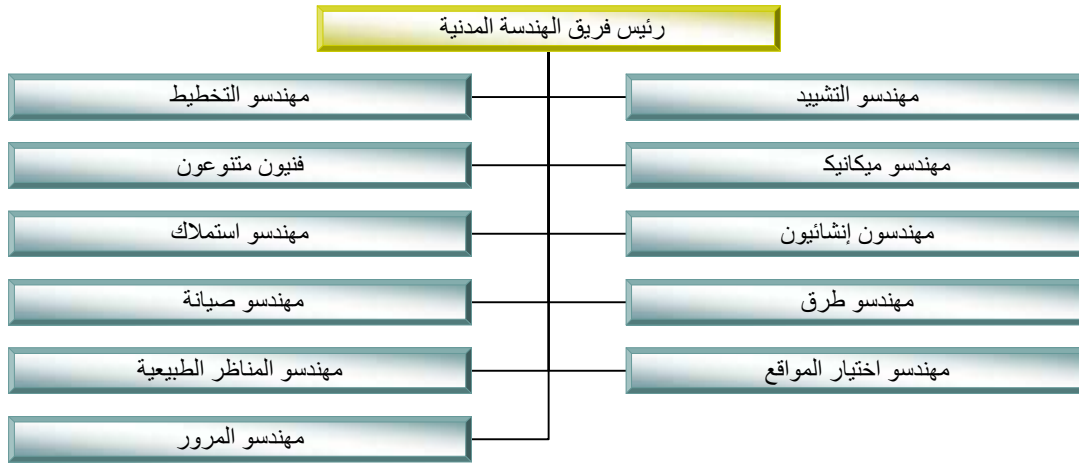 رئيس فريق الهندسة المدنية
مهندسو التشييد
مهندسو التخطيط
مهندسو ميكانيك
فنيون متنوعون
مهندسون إنشائيون
مهندسو استملاك
مهندسو طرق
مهندسو صيانة
مهندسو اختيار المواقع
مهندسو المناظر الطبيعية
مهندسو المرور